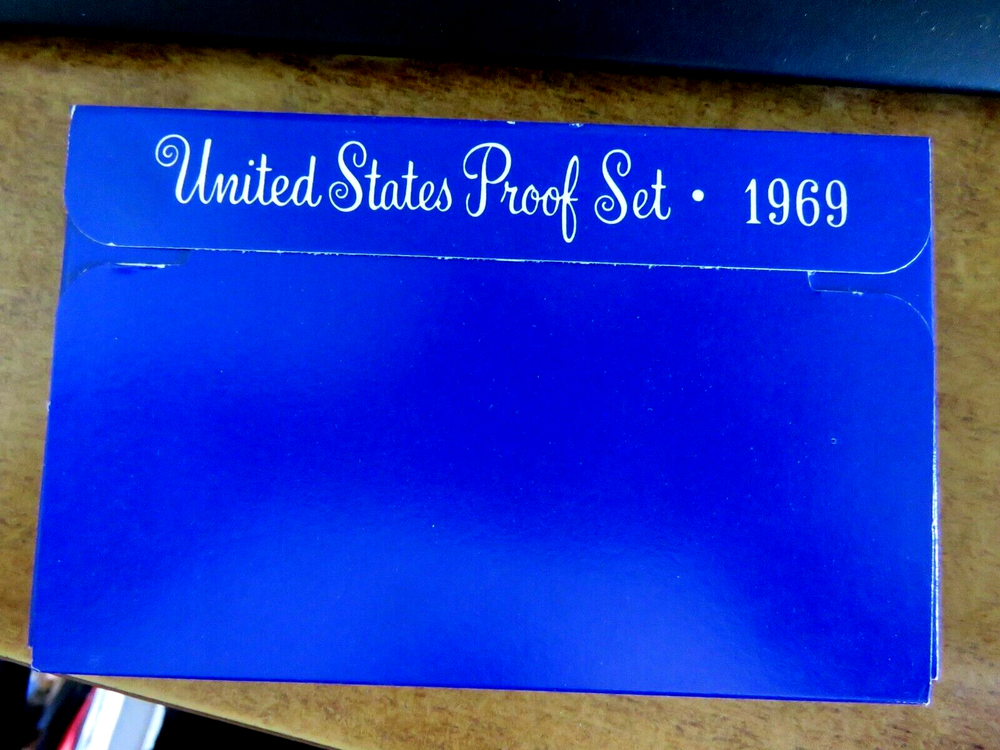 United States Proof Set • 1969